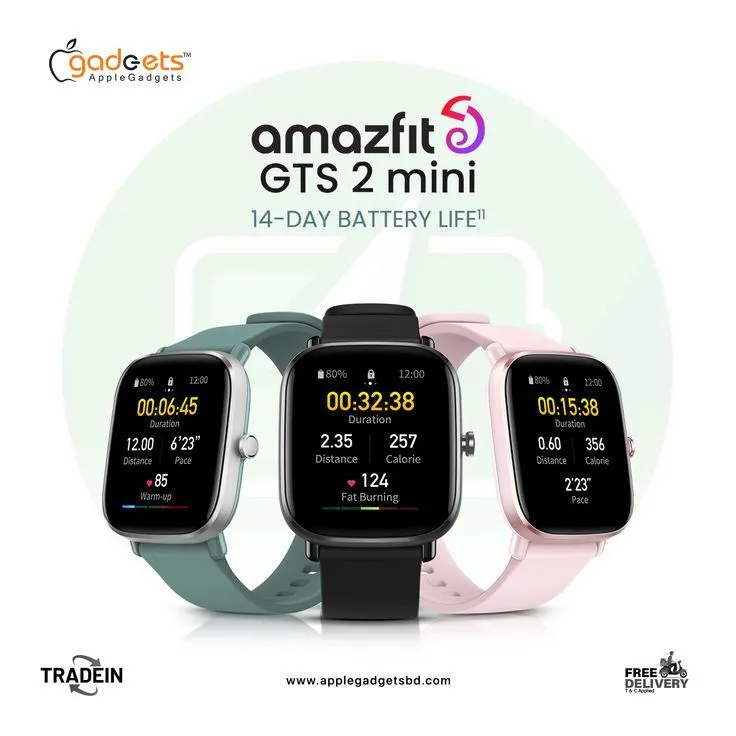 gadgets™
AppleGadgets
amazfit
GTS 2 mini
14-DAY BATTERY LIFE¹¹
80% 12:00
00:06:45
Duration
12.00 6'23"
Distance Pace
85
Warm-up
80% 12:00
00:32:38
Duration
2.35 257
Distance Calorie
124
Fat Burning
80% 12:00
00:15:38
Duration
0.60 356
Distance Calorie
2'23"
Pace
TRADEIN
www.applegadgetsbd.com
FREE
DELIVERY
T & C Applied